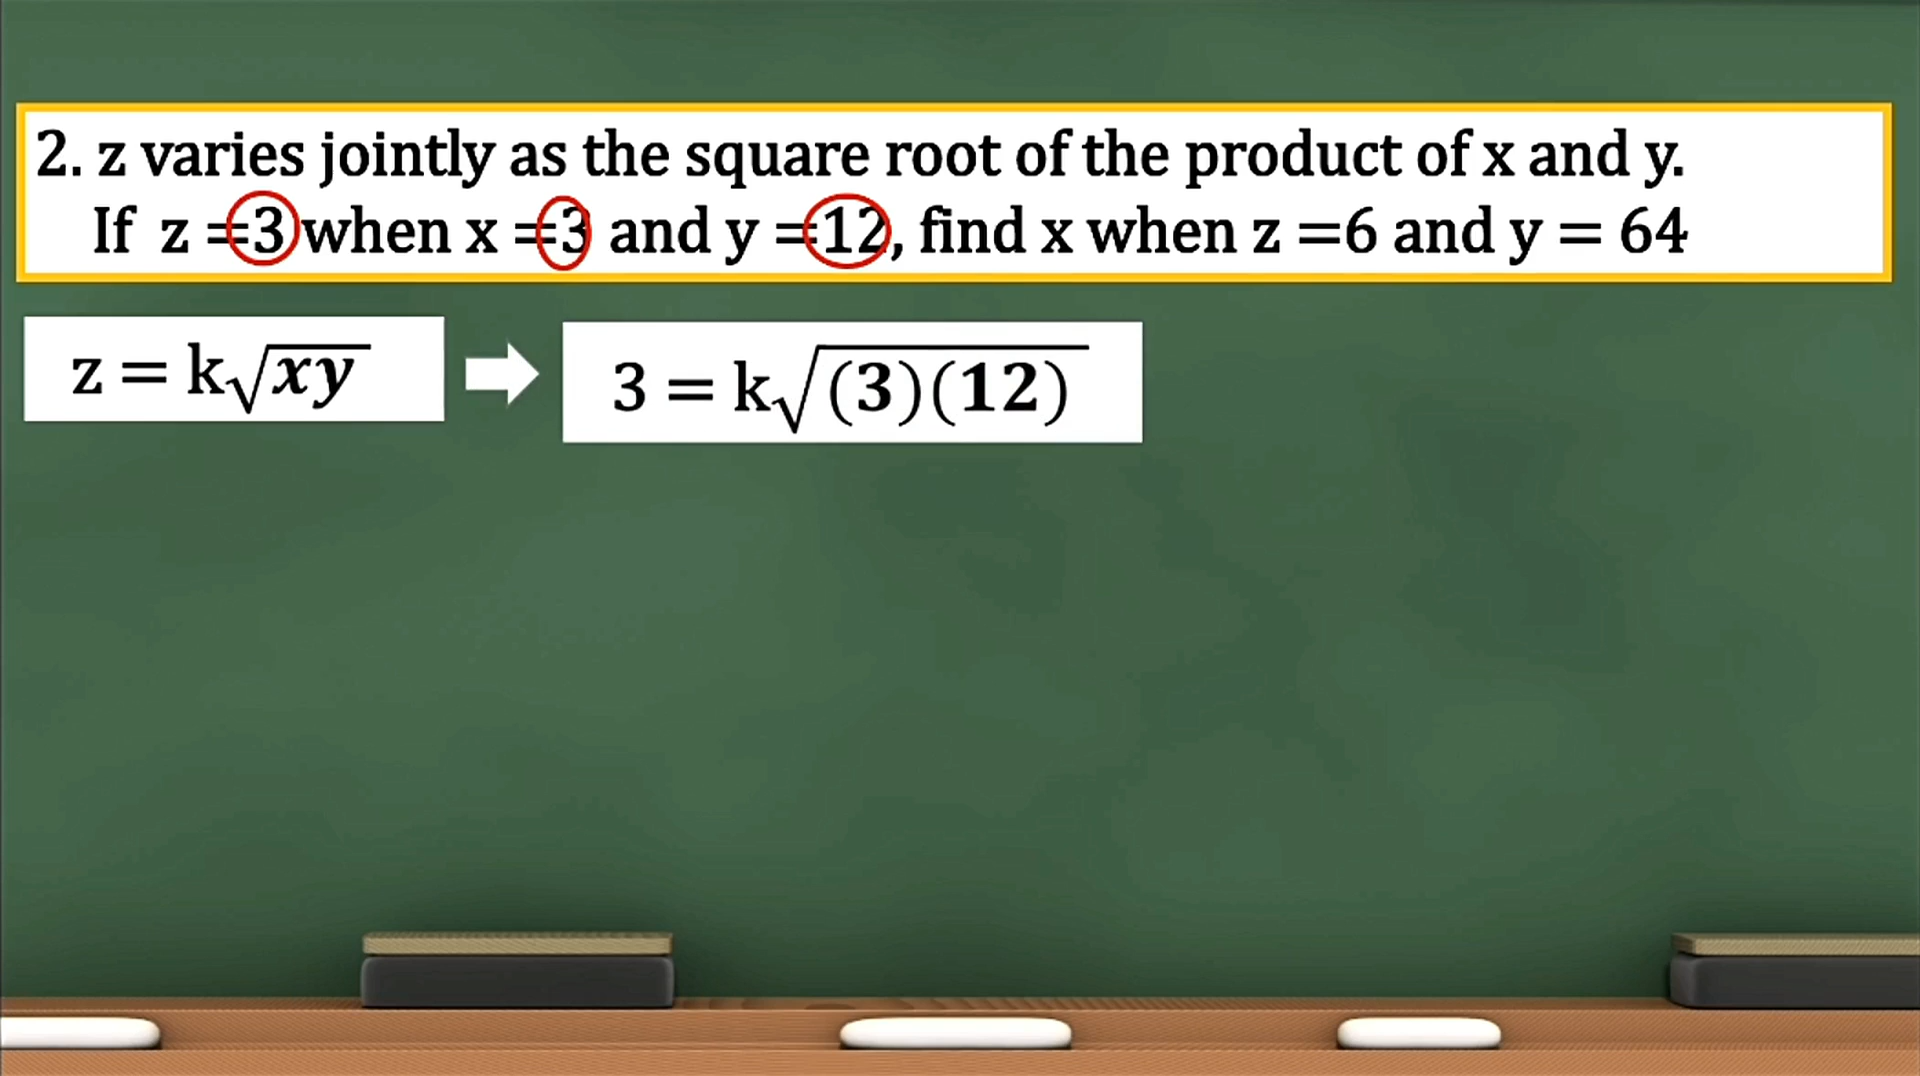 2. z varies jointly as the square root of the product of x and y.
If z =3 when x =3 and y =12, find x when z =6 and y = 64
z = k√xy
3 = k√(3)(12)